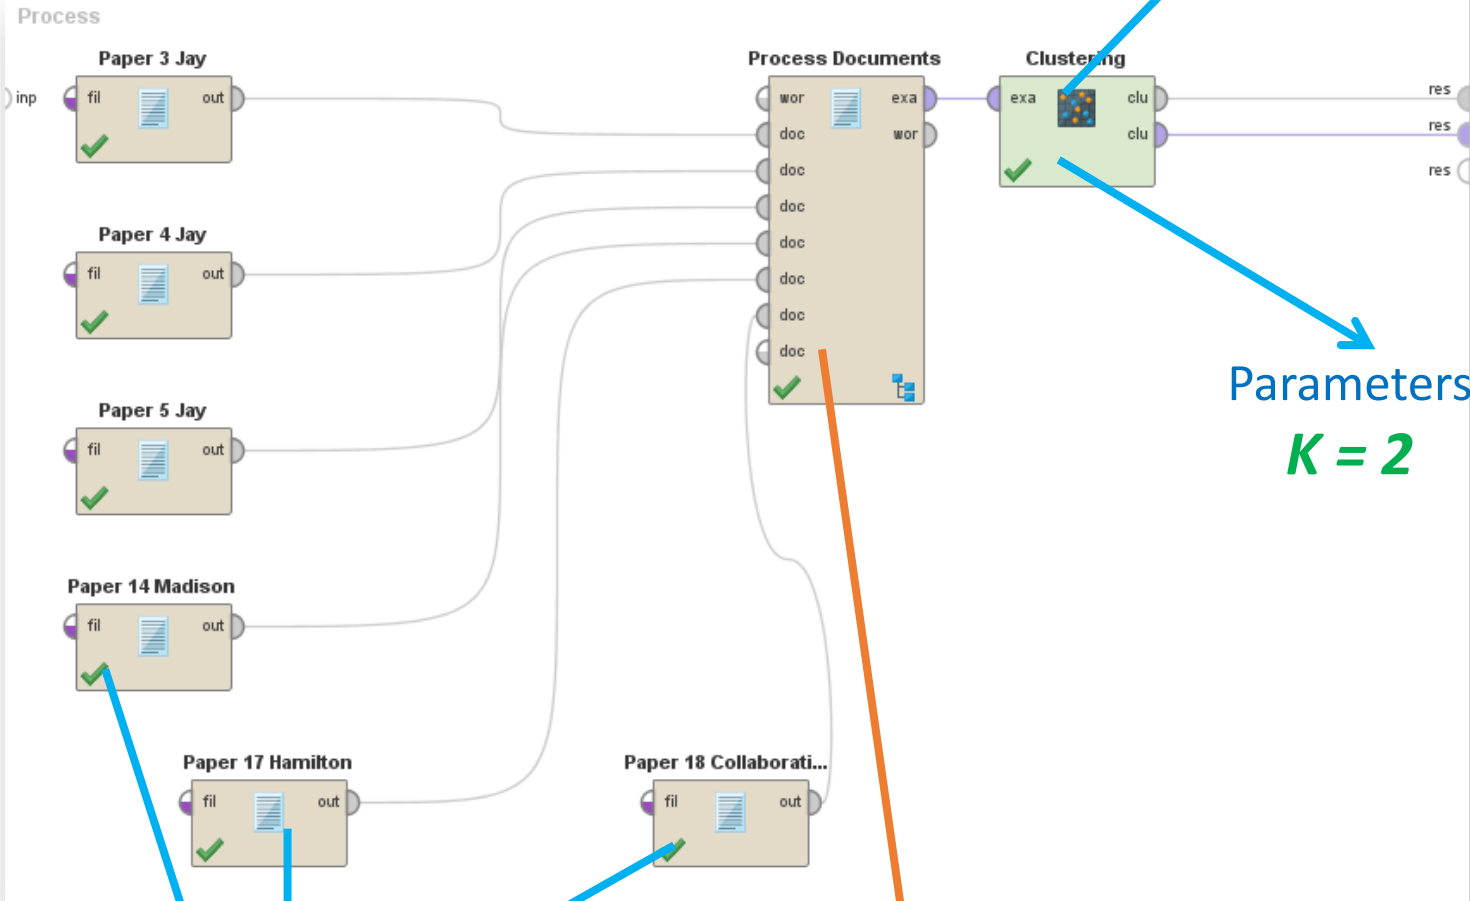 Process
inp
Paper 3 Jay
fil out
Paper 4 Jay
fil out
Paper 5 Jay
fil out
Paper 14 Madison
fil out
Paper 17 Hamilton
fil out
Paper 18 Collaborati...
fil out
Process Documents
wor exa
doc wor
doc
doc
doc
doc
doc
doc
Clustering
exa clu
clu
res
res
res
Parameters
K = 2